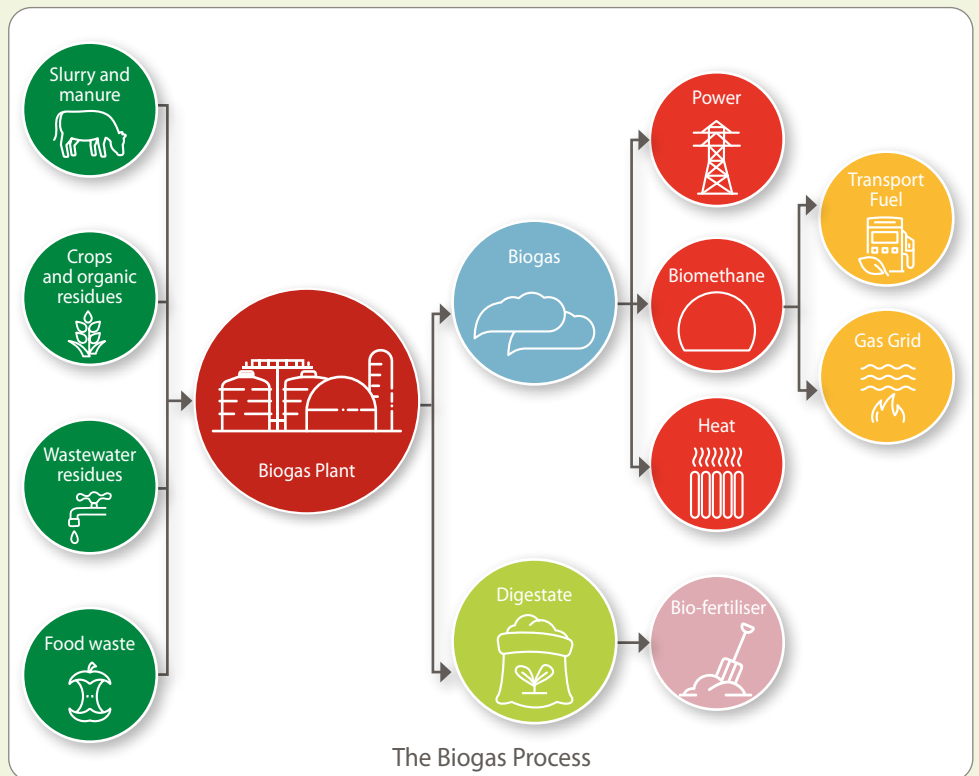 Slurry and
manure
Crops
and organic
residues
Wastewater
residues
Food waste
Biogas Plant
Biogas
Digestate
Power
Biomethane
Heat
Bio-fertiliser
Transport
Fuel
Gas Grid
The Biogas Process